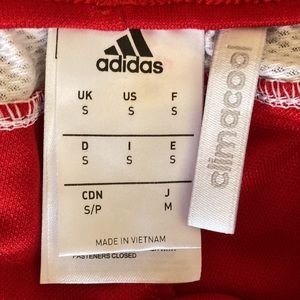 adidas
UK US F
S S S
D I E
S S S
CDN J
S/P M
MADE IN VIETNAM
FASTENERS CLOSED
climacool